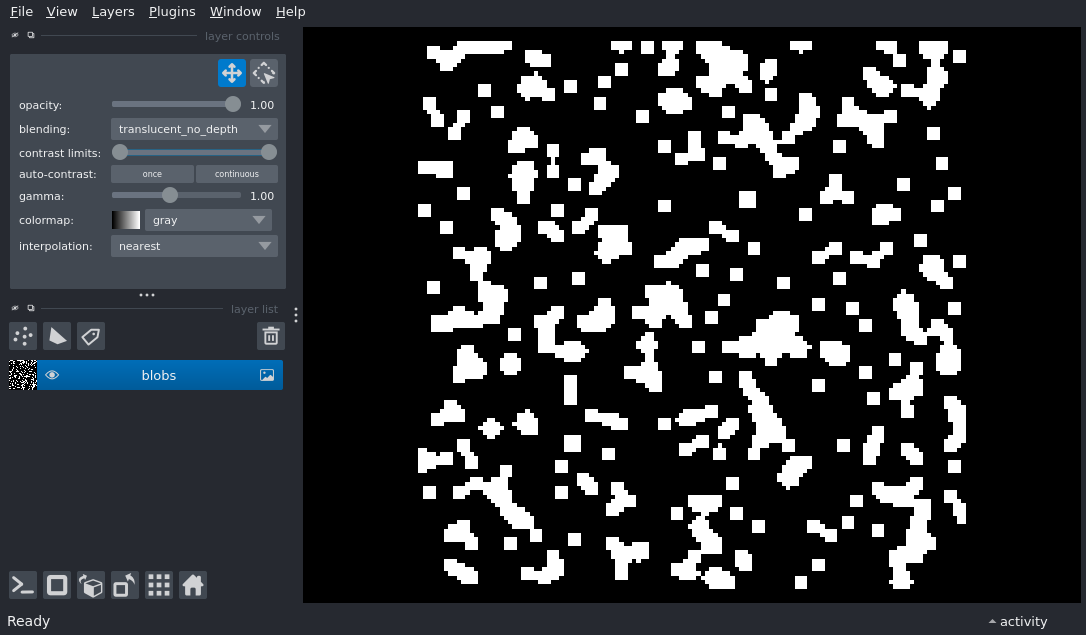 File View Layers Plugins Window Help
layer controls
opacity: 1.00
blending: translucent_no_depth
contrast limits:
auto-contrast: once continuous
gamma: 1.00
colormap: gray
interpolation: nearest
layer list
blobs
Ready
activity